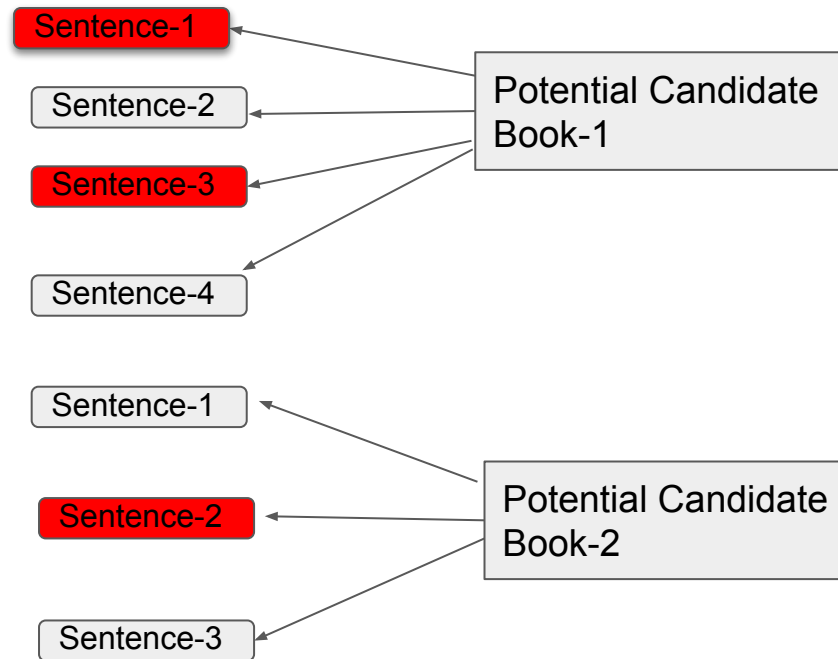 Sentence-1
Sentence-2
Sentence-3
Sentence-4
Potential Candidate
Book-1
Sentence-1
Sentence-2
Sentence-3
Potential Candidate
Book-2